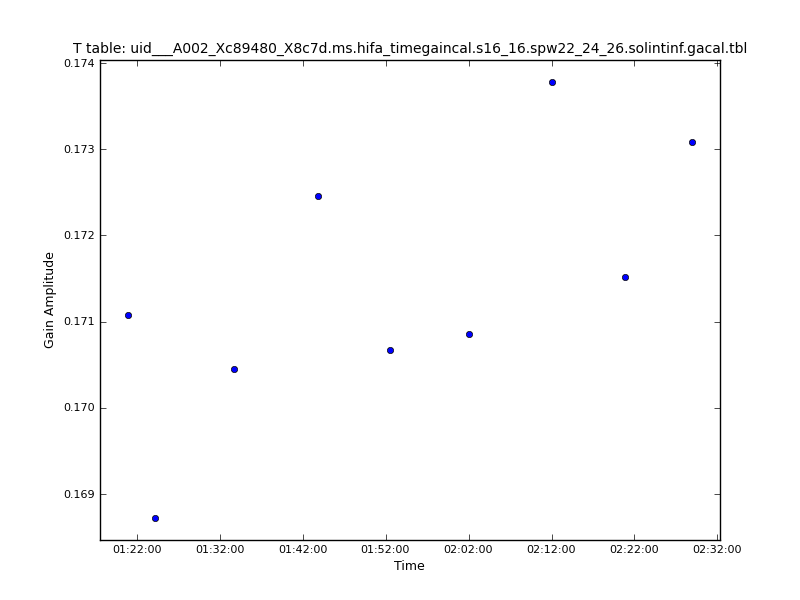 T table: uid___A002_Xc89480_X8c7d.ms.hifa_timegaincal.s16_16.spw22_24_26.solintinf.gacal.tbl
0.174
0.173
0.172
0.171
0.170
0.169
Gain Amplitude
01:22:00 01:32:00 01:42:00 01:52:00 02:02:00 02:12:00 02:22:00 02:32:00
Time